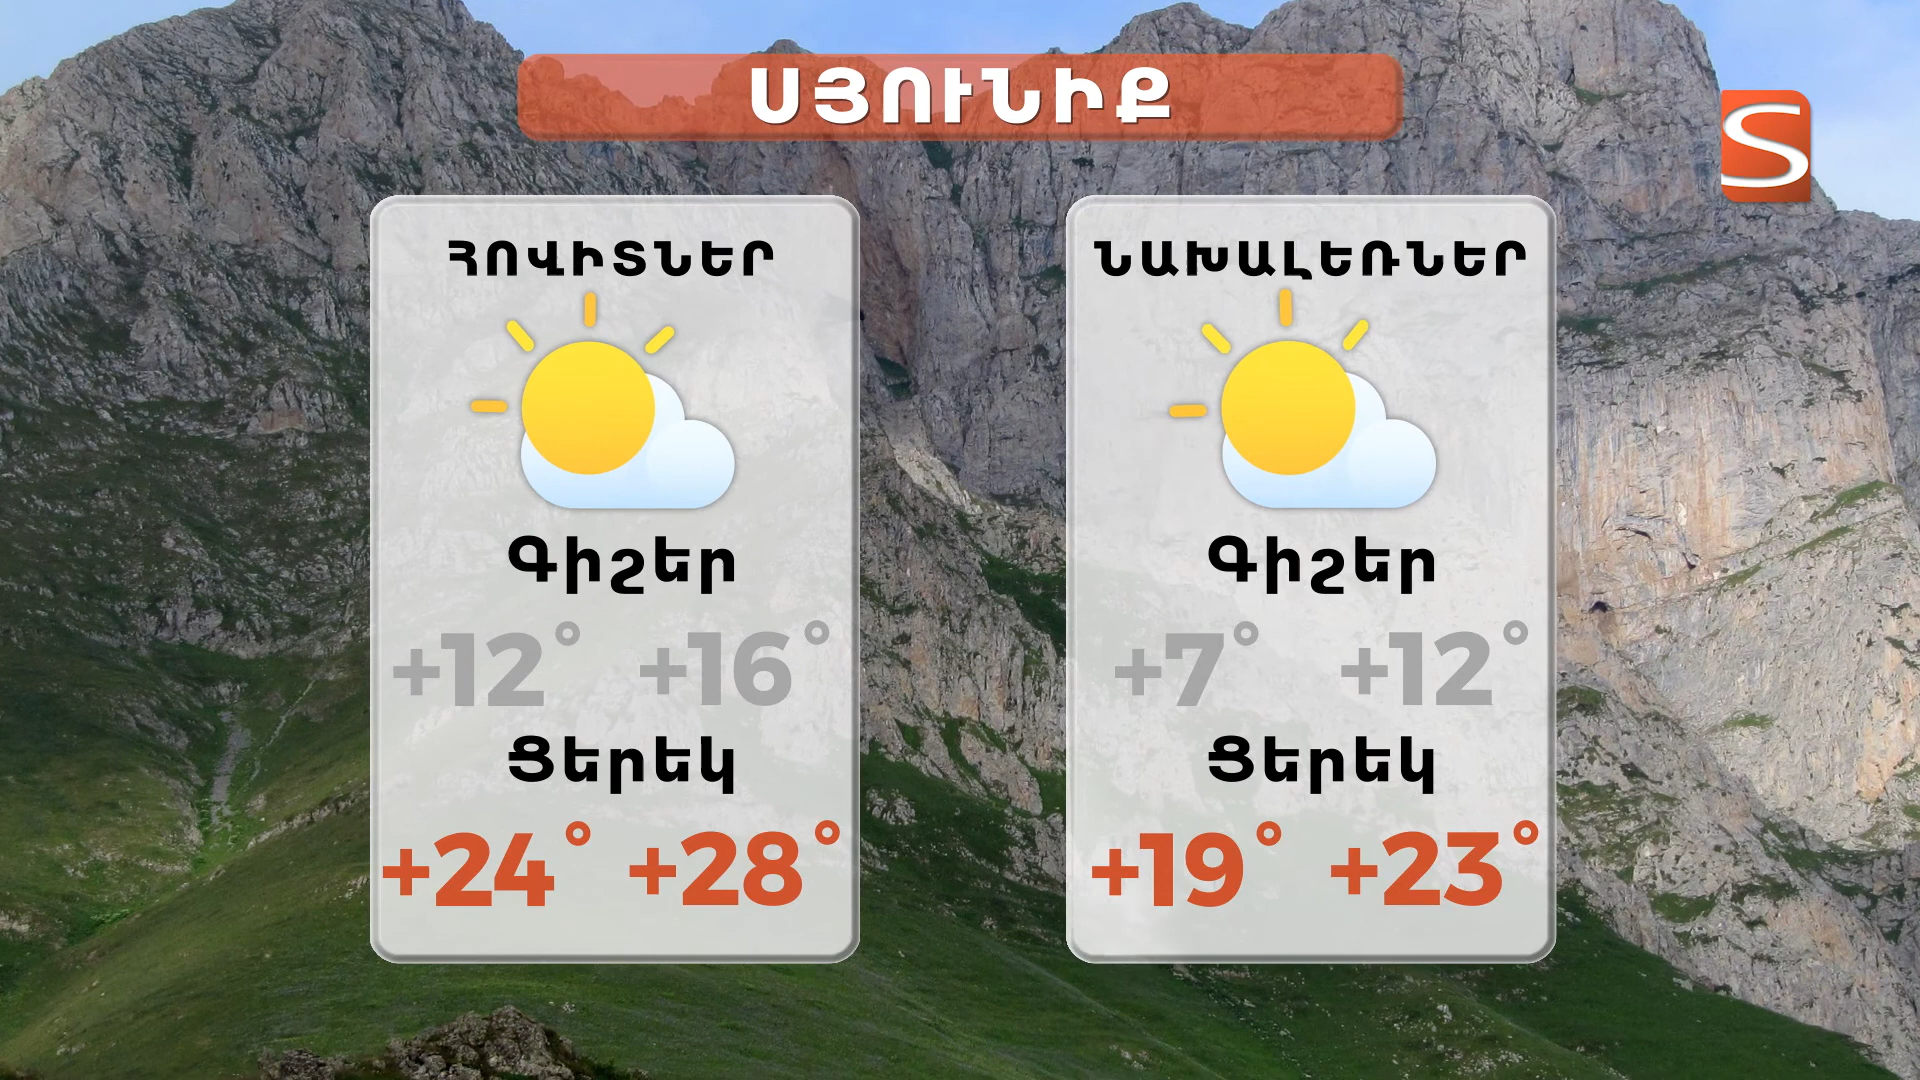 ՍՅՈՒՆԻՔ
S
ՀՈՎԻՏՆԵՐ
Գիշեր
+12° +16°
Ցերեկ
+24° +28°
ՆԱԽԱԼԵՌՆԵՐ
Գիշեր
+7° +12°
Ցերեկ
+19° +23°